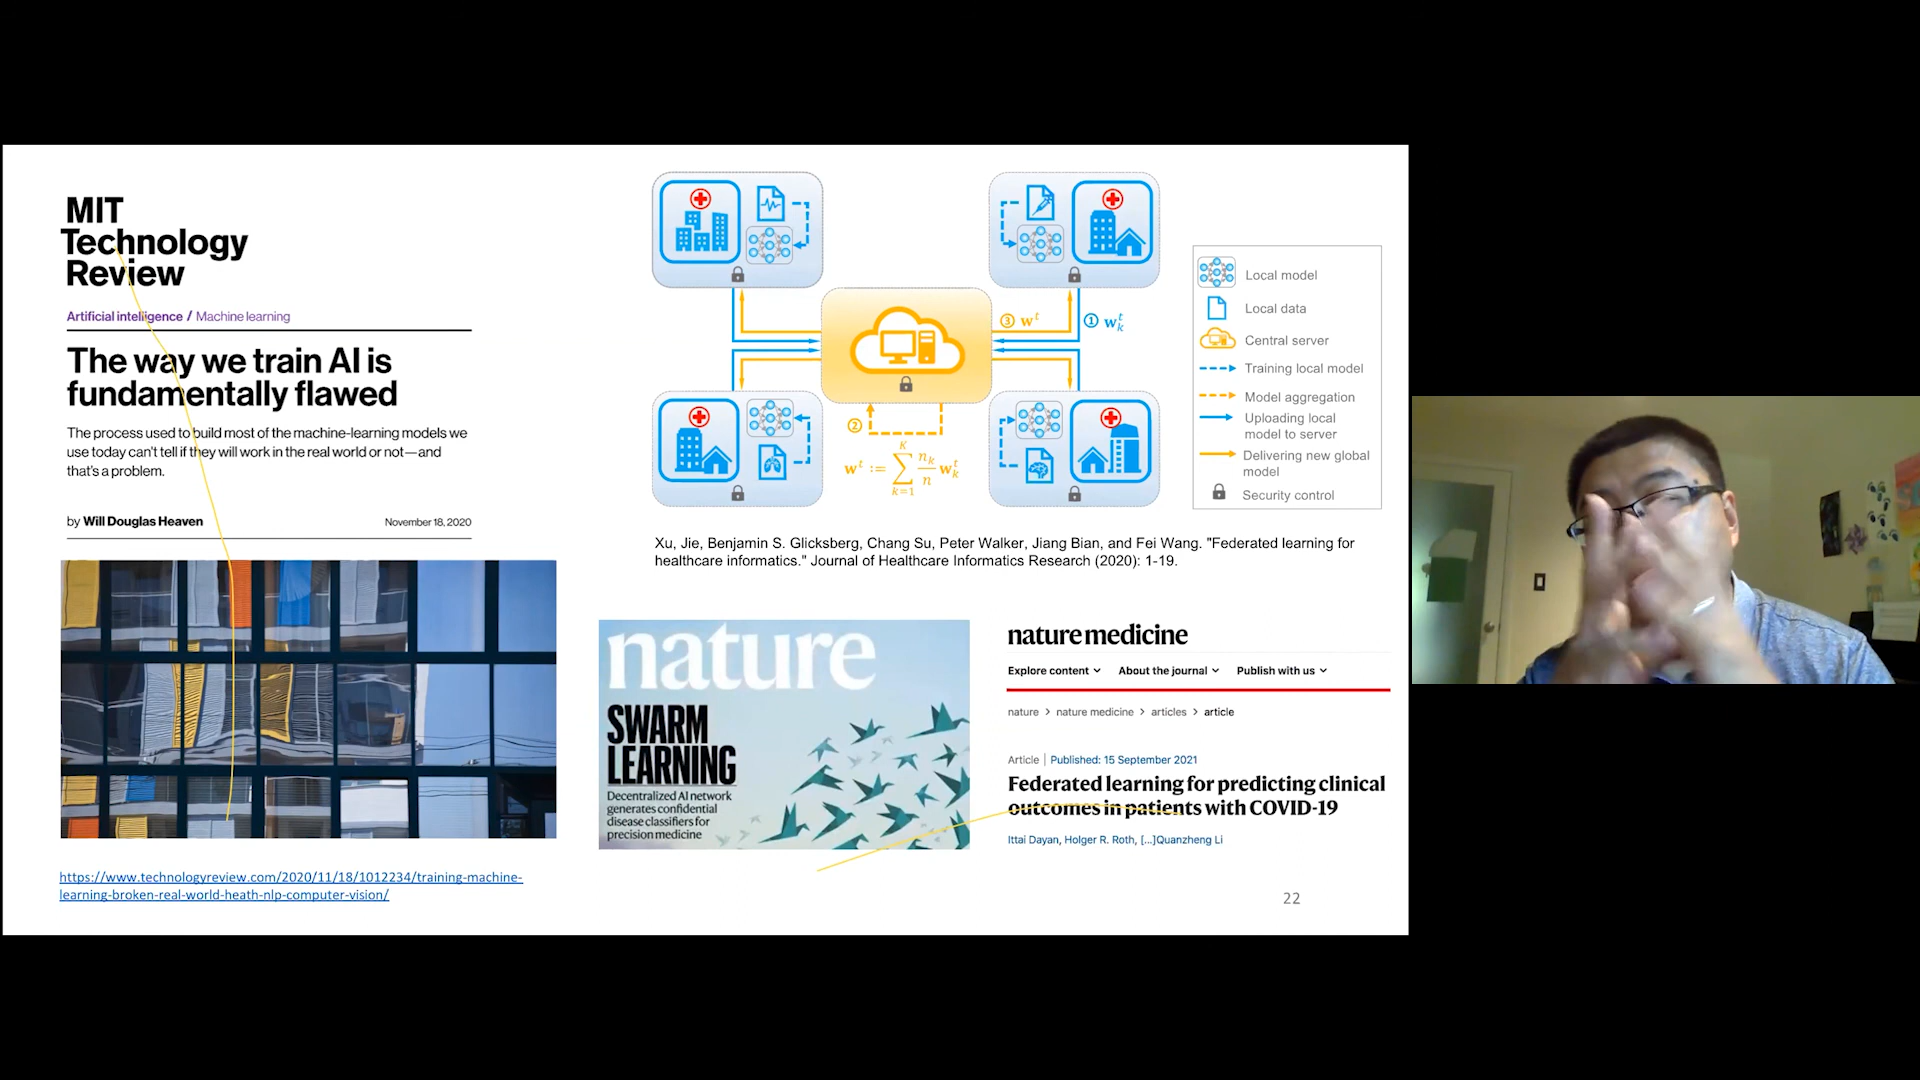 MIT
Technology
Review
Artificial intelligence / Machine learning
The way we train AI is
fundamentally flawed
The process used to build most of the machine-learning models we
use today can't tell if they will work in the real world or not—and
that's a problem.
by Will Douglas Heaven
November 18, 2020
https://www.technologyreview.com/2020/11/18/1012234/training-machine-
learning-broken-real-world-heath-nlp-computer-vision/
③ wᵗ
① wₖᵗ
②
wᵗ := ∑ₖ₌₁ᴷ nₖ/n wₖᵗ
Local model
Local data
Central server
Training local model
Model aggregation
Uploading local
model to server
Delivering new global
model
Security control
Xu, Jie, Benjamin S. Glicksberg, Chang Su, Peter Walker, Jiang Bian, and Fei Wang. "Federated learning for
healthcare informatics." Journal of Healthcare Informatics Research (2020): 1-19.
nature
SWARM
LEARNING
Decentralized AI network
generates confidential
disease classifiers for
precision medicine
nature medicine
Explore content About the journal Publish with us
nature > nature medicine > articles > article
Article | Published: 15 September 2021
Federated learning for predicting clinical
outcomes in patients with COVID-19
Ittai Dayan, Holger R. Roth, [...]Quanzheng Li
22